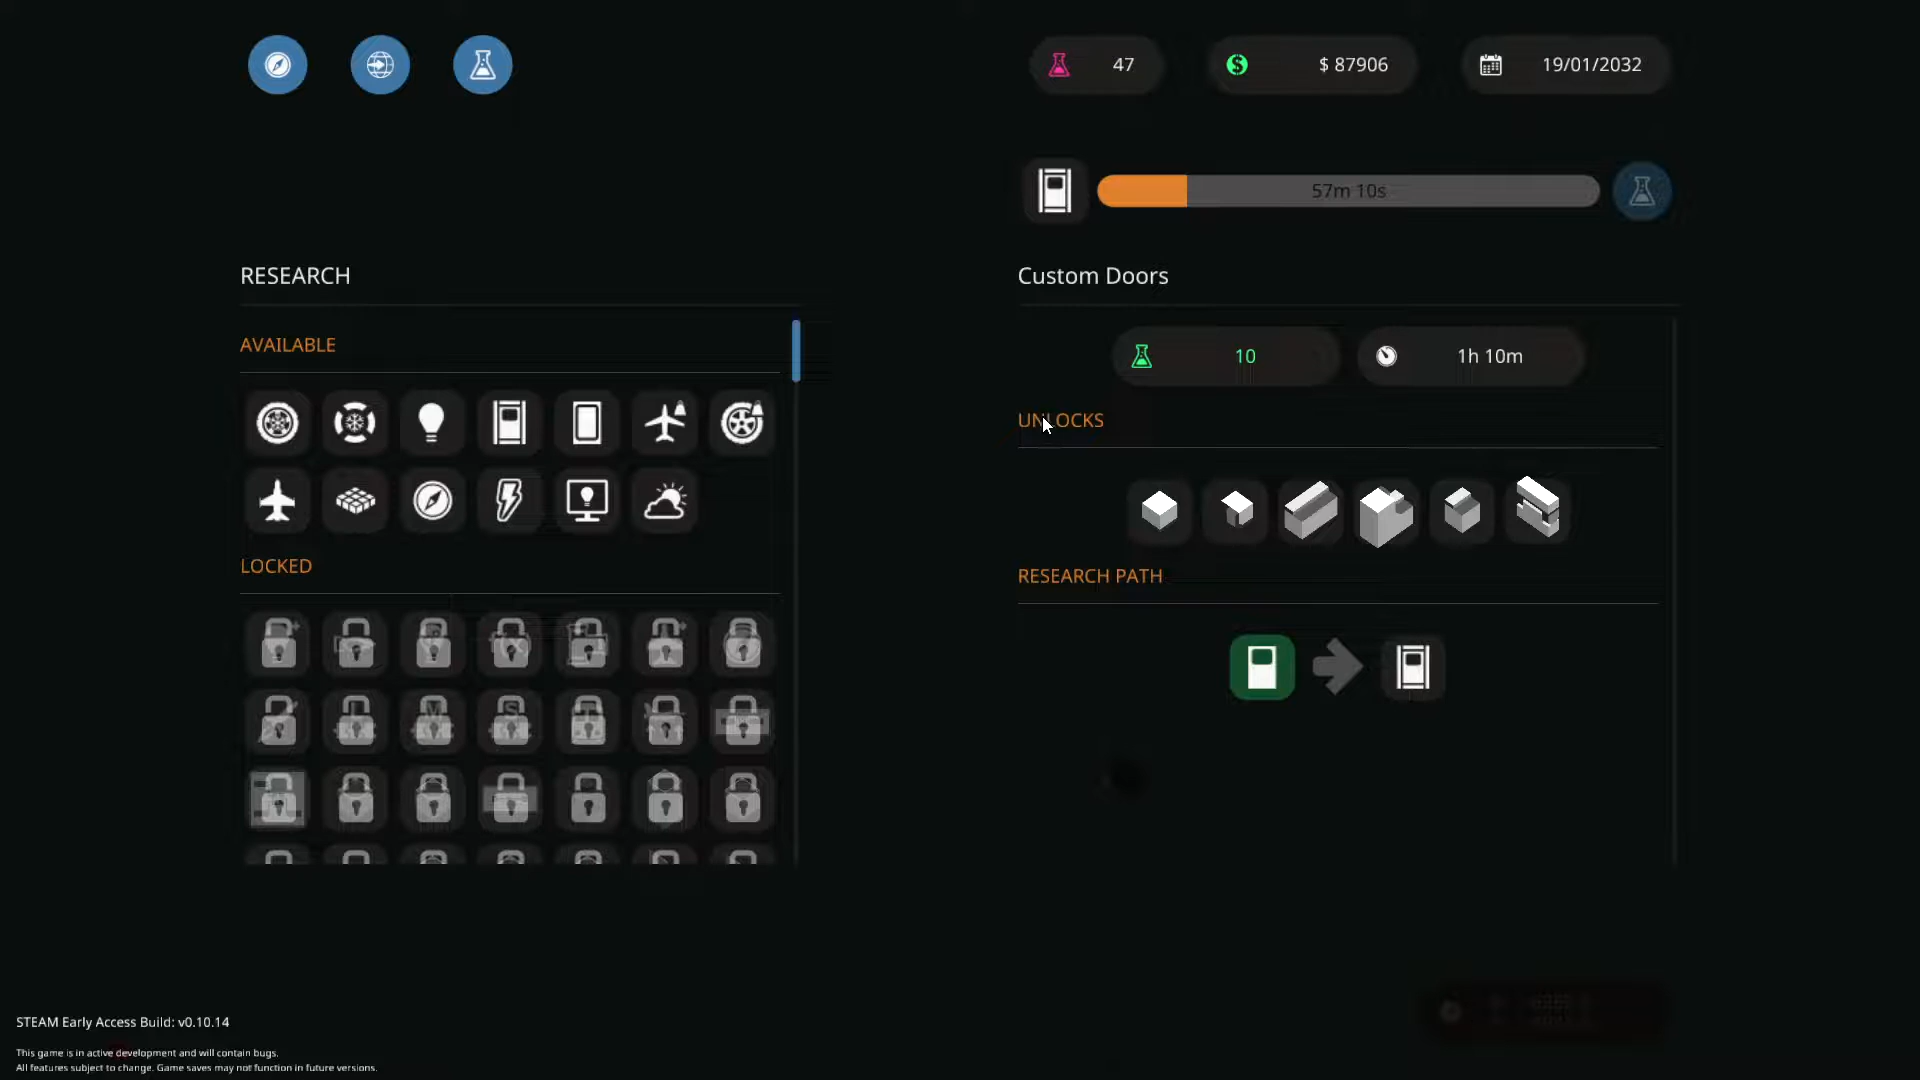 47
$ 87906
19/01/2032
57m 10s
RESEARCH
AVAILABLE
LOCKED
Custom Doors
10
1h 10m
UNLOCKS
RESEARCH PATH
STEAM Early Access Build: v0.10.14
This game is in active development and will contain bugs.
All features subject to change. Game saves may not function in future versions.